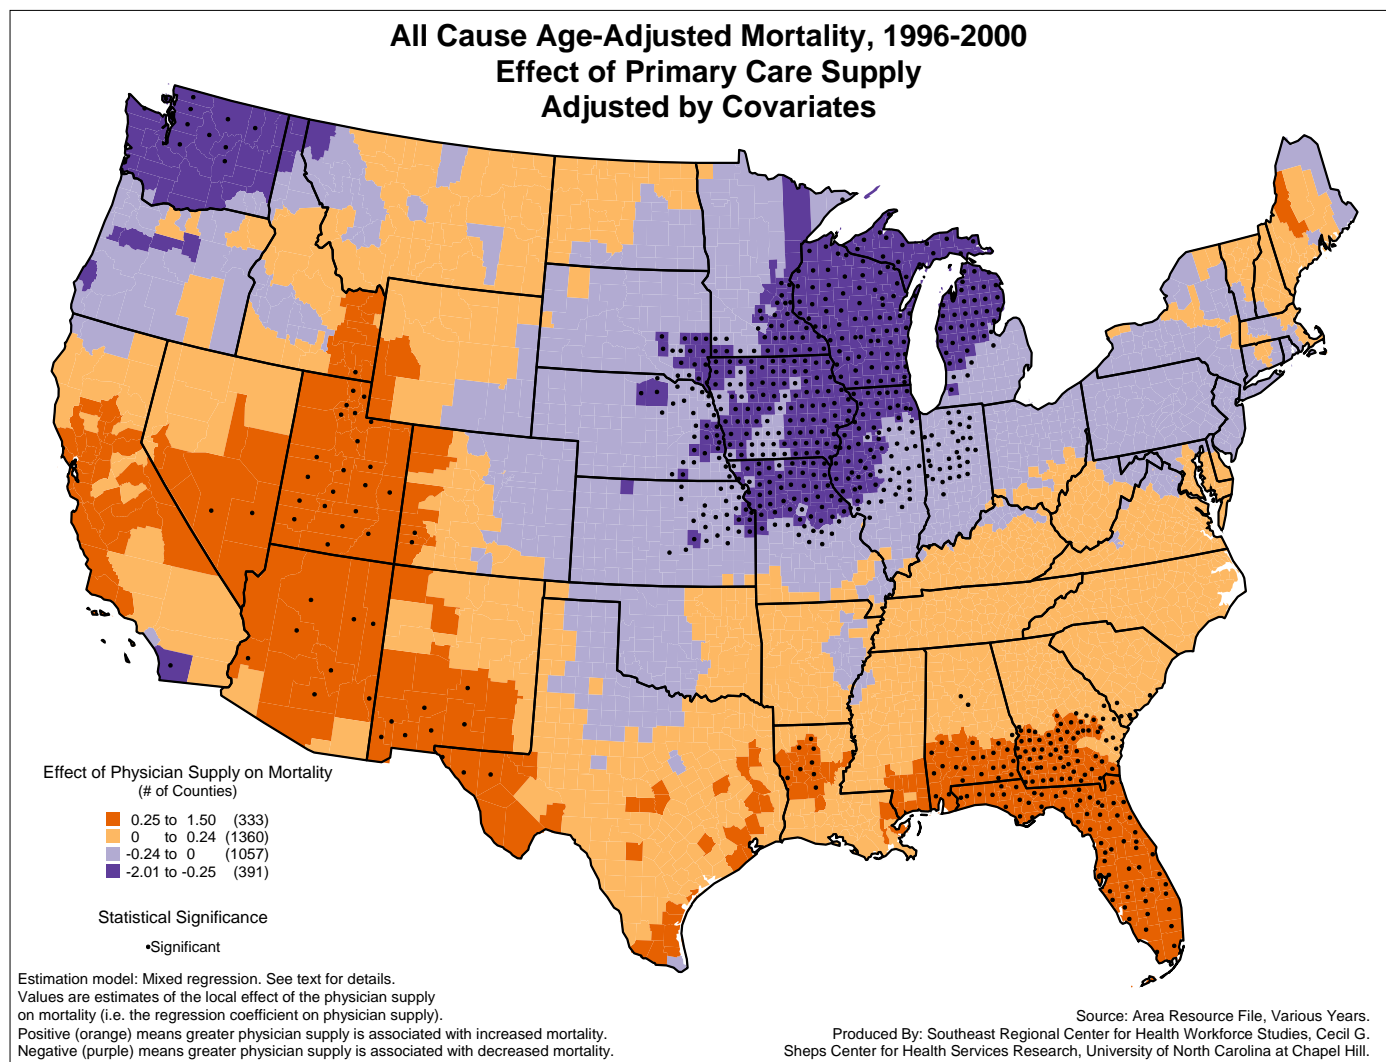 All Cause Age-Adjusted Mortality, 1996-2000
Effect of Primary Care Supply
Adjusted by Covariates
Effect of Physician Supply on Mortality
(# of Counties)
0.25 to 1.50 (333)
0 to 0.24 (1360)
-0.24 to 0 (1057)
-2.01 to -0.25 (391)
Statistical Significance
•Significant
Estimation model: Mixed regression. See text for details.
Values are estimates of the local effect of the physician supply
on mortality (i.e. the regression coefficient on physician supply).
Positive (orange) means greater physician supply is associated with increased mortality.
Negative (purple) means greater physician supply is associated with decreased mortality.
Source: Area Resource File, Various Years.
Produced By: Southeast Regional Center for Health Workforce Studies, Cecil G.
Sheps Center for Health Services Research, University of North Carolina at Chapel Hill.